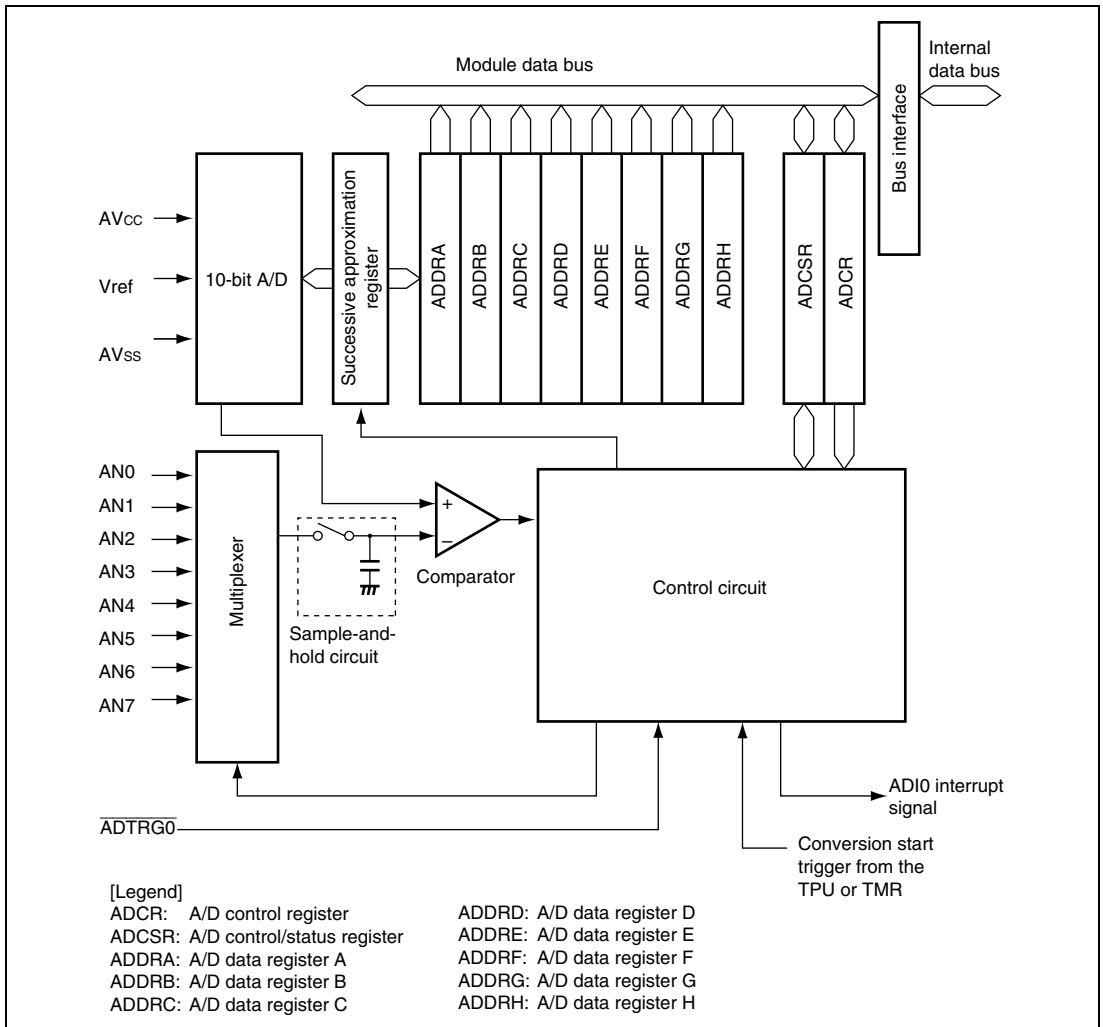 Module data bus
Internal
data bus
Bus interface
AVcc
Vref
AVss
10-bit A/D
Successive approximation
register
ADDRA
ADDRB
ADDRC
ADDRD
ADDRE
ADDRF
ADDRG
ADDRH
ADCSR
ADCR
AN0
AN1
AN2
AN3
AN4
AN5
AN6
AN7
Multiplexer
+
−
Comparator
Sample-and-
hold circuit
Control circuit
ADI0 interrupt
signal
ADTRG0
Conversion start
trigger from the
TPU or TMR
[Legend]
ADCR: A/D control register
ADCSR: A/D control/status register
ADDRA: A/D data register A
ADDRB: A/D data register B
ADDRC: A/D data register C
ADDRD: A/D data register D
ADDRE: A/D data register E
ADDRF: A/D data register F
ADDRG: A/D data register G
ADDRH: A/D data register H